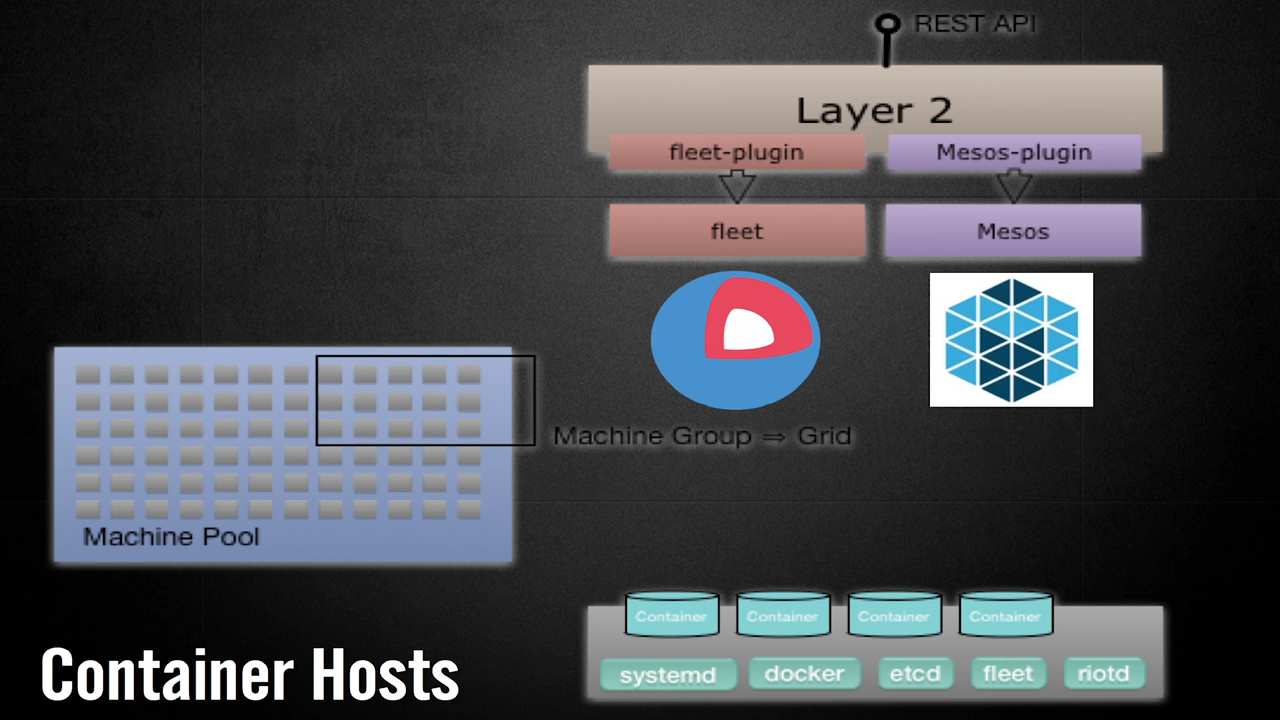 REST API
Layer 2
fleet-plugin
Mesos-plugin
fleet
Mesos
Machine Group ⇒ Grid
Machine Pool
Container
Container
Container
Container
systemd
docker
etcd
fleet
riotd
Container Hosts